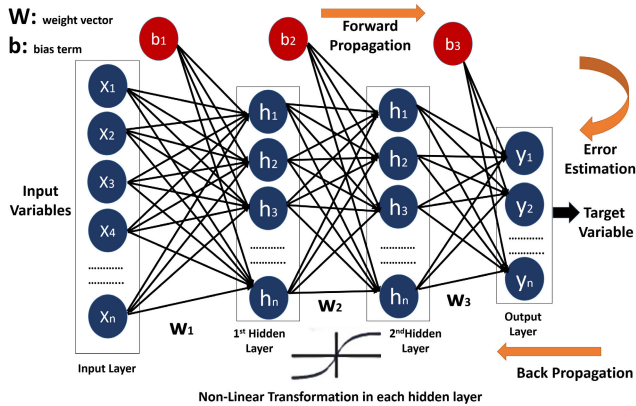 W: weight vector
b: bias term
b1
b2
b3
Forward
Propagation
Error
Estimation
Input
Variables
x1
x2
x3
x4
............
............
xn
h1
h2
h3
............
............
hn
h1
h2
h3
............
............
hn
y1
y2
............
............
yn
Target
Variable
W1
W2
W3
Input Layer
1st Hidden
Layer
2nd Hidden
Layer
Output
Layer
Back Propagation
Non-Linear Transformation in each hidden layer